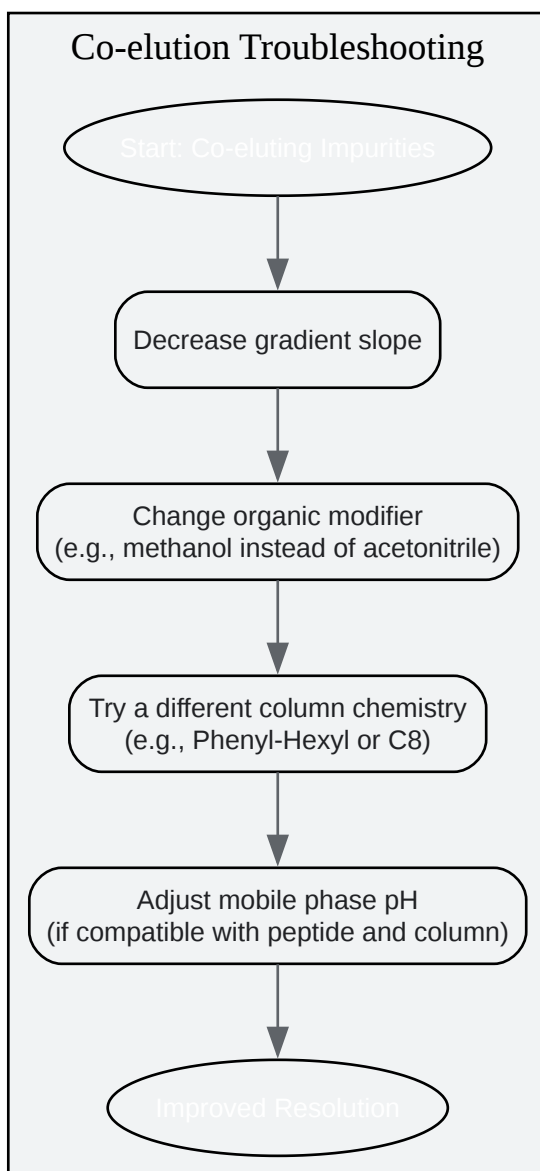 Co-elution Troubleshooting
Start: Co-eluting Impurities
Decrease gradient slope
Change organic modifier
(e.g., methanol instead of acetonitrile)
Try a different column chemistry
(e.g., Phenyl-Hexyl or C8)
Adjust mobile phase pH
(if compatible with peptide and column)
Improved Resolution